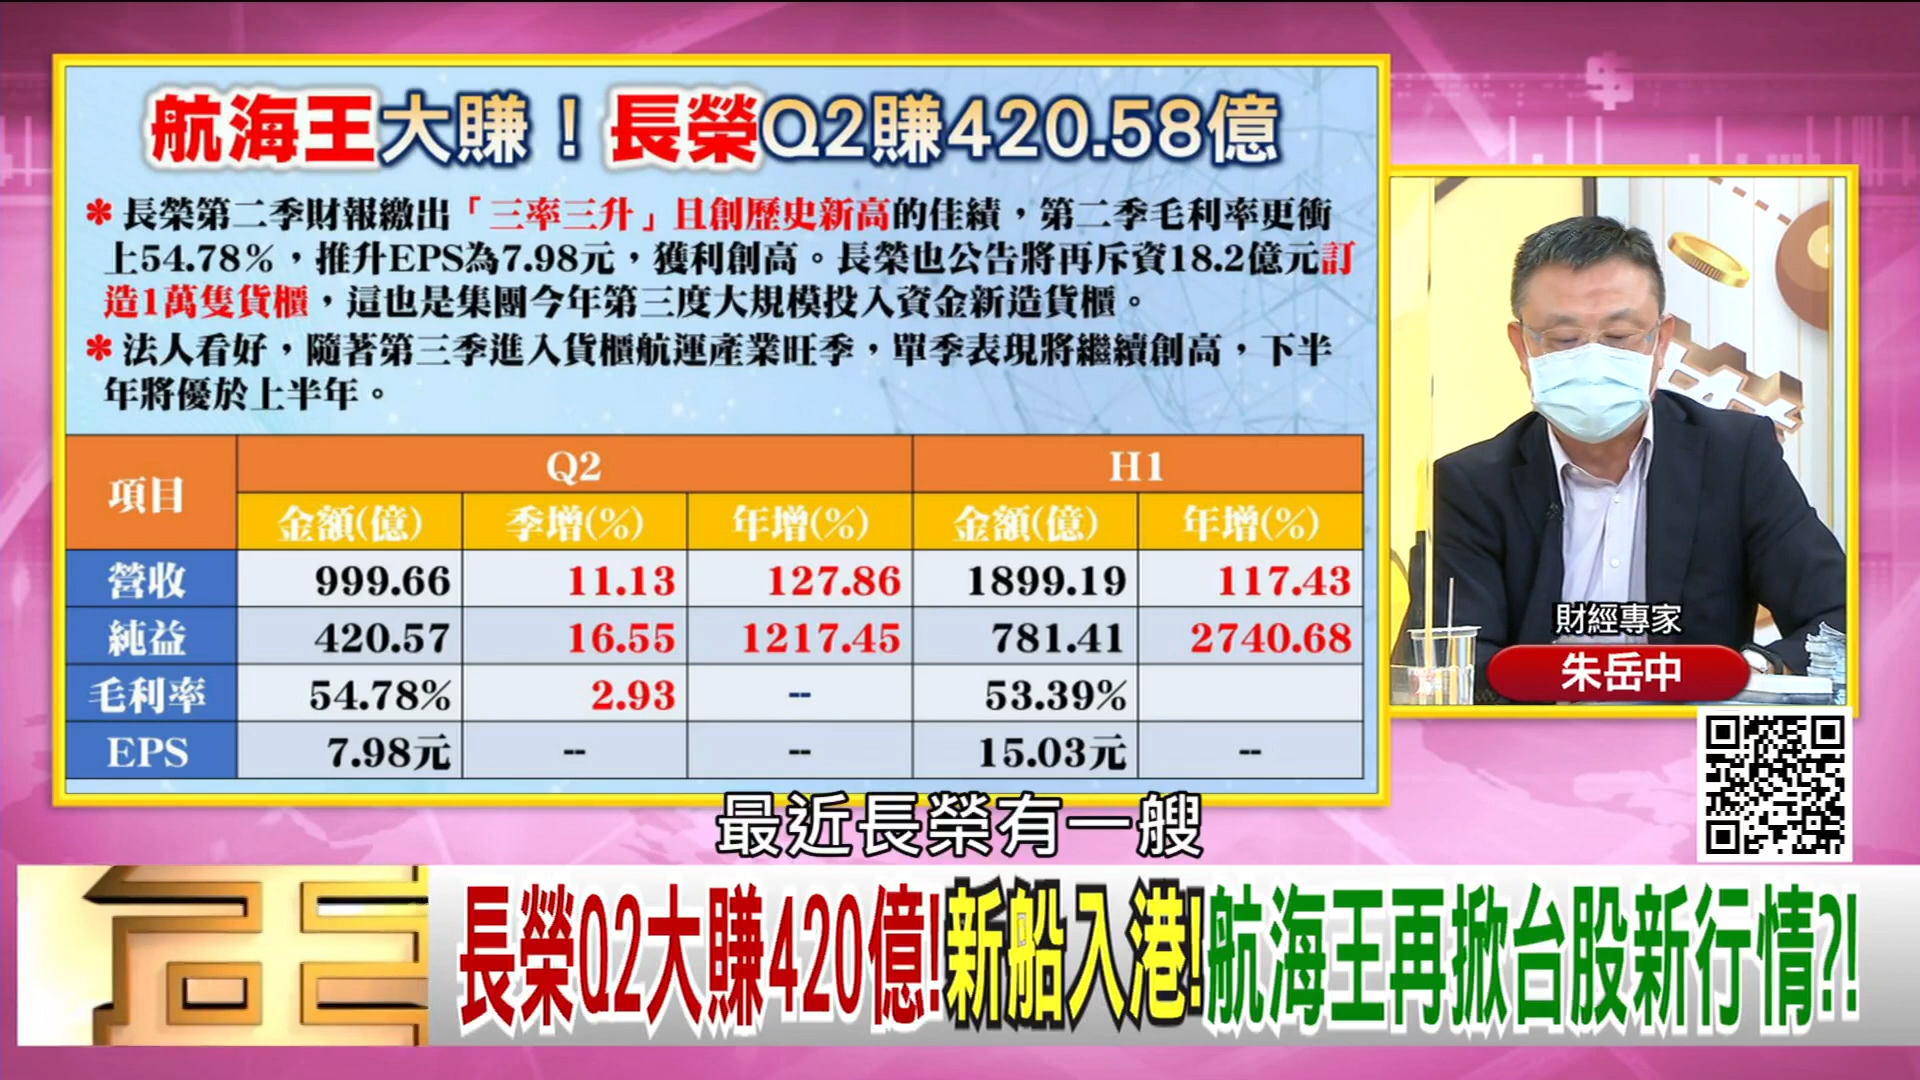 航海王大賺！長榮Q2賺420.58億
＊長榮第二季財報繳出「三率三升」且創歷史新高的佳績，第二季毛利率更衝
上54.78%，推升EPS為7.98元，獲利創高。長榮也公告將再斥資18.2億元訂
造1萬隻貨櫃，這也是集團今年第三度大規模投入資金新造貨櫃。
＊法人看好，隨著第三季進入貨櫃航運產業旺季，單季表現將繼續創高，下半
年將優於上半年。
項目 Q2 H1
金額(億) 季增(%) 年增(%) 金額(億) 年增(%)
營收 999.66 11.13 127.86 1899.19 117.43
純益 420.57 16.55 1217.45 781.41 2740.68
毛利率 54.78% 2.93 -- 53.39%
EPS 7.98元 -- -- 15.03元 --
財經專家
朱岳中
最近長榮有一艘
長榮Q2大賺420億!新船入港!航海王再掀台股新行情?!